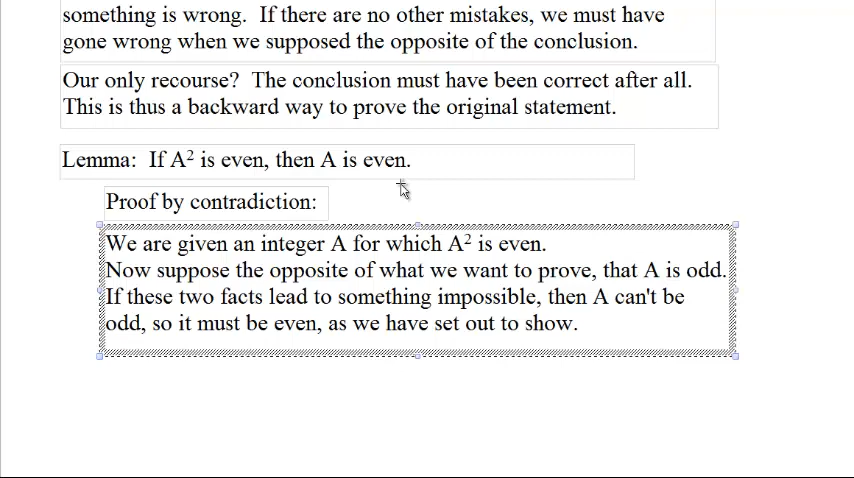 something is wrong.  If there are no other mistakes, we must have
gone wrong when we supposed the opposite of the conclusion.
Our only recourse?  The conclusion must have been correct after all.
This is thus a backward way to prove the original statement.
Lemma:  If A² is even, then A is even.
Proof by contradiction:
We are given an integer A for which A² is even.
Now suppose the opposite of what we want to prove, that A is odd.
If these two facts lead to something impossible, then A can't be
odd, so it must be even, as we have set out to show.